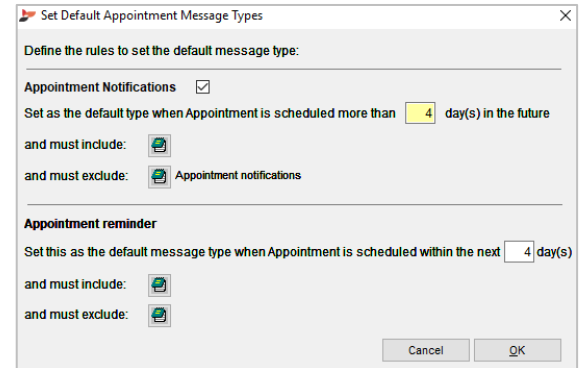 Set Default Appointment Message Types
Define the rules to set the default message type:
Appointment Notifications
Set as the default type when Appointment is scheduled more than 4 day(s) in the future
and must include:
and must exclude: Appointment notifications
Appointment reminder
Set this as the default message type when Appointment is scheduled within the next 4 day(s)
and must include:
and must exclude:
Cancel OK